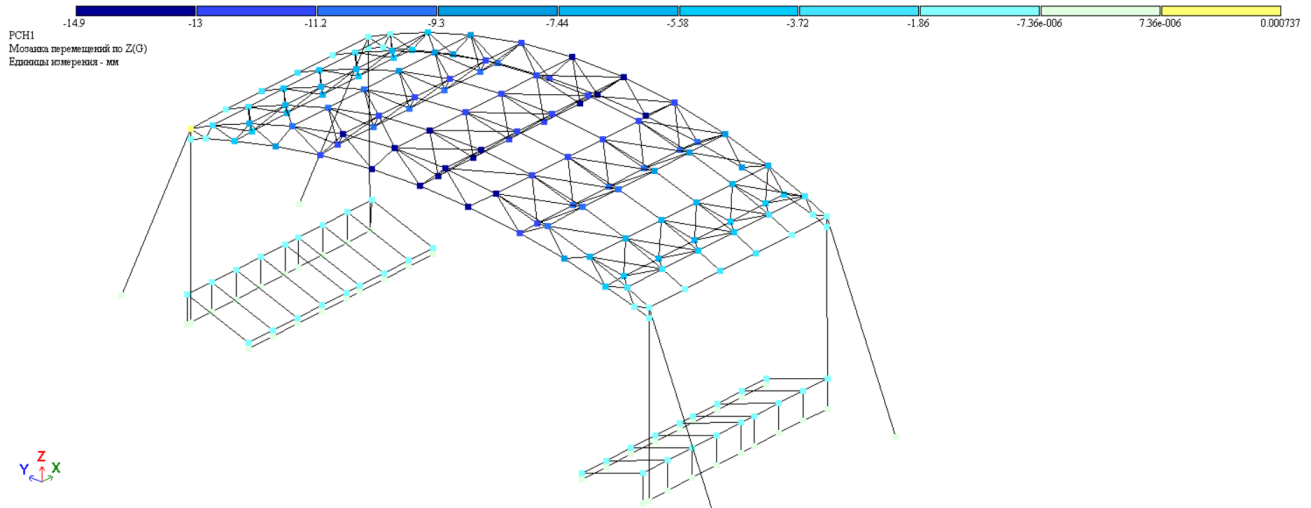 -14.9 -13 -11.2 -9.3 -7.44 -5.58 -3.72 -1.86 -7.36e-006 7.36e-006 0.000737
РСН1
Мозаика перемещений по Z(G)
Единицы измерения - мм
Z
Y X